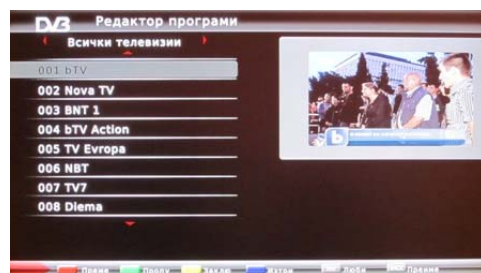 DVB Редактор програми
Всички телевизии
001 bTV
002 Nova TV
003 BNT 1
004 bTV Action
005 TV Evropa
006 NBT
007 TV7
008 Diema
Люби